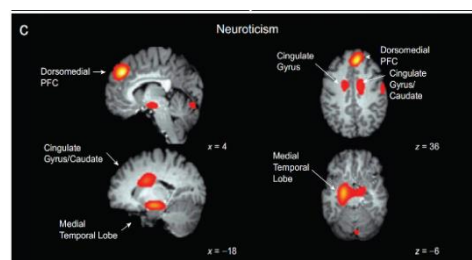 C
Neuroticism
Dorsomedial
PFC
x = 4
Cingulate
Gyrus
Dorsomedial
PFC
Cingulate
Gyrus/
Caudate
z = 36
Cingulate
Gyrus/Caudate
Medial
Temporal Lobe
x = −18
Medial
Temporal
Lobe
z = −6